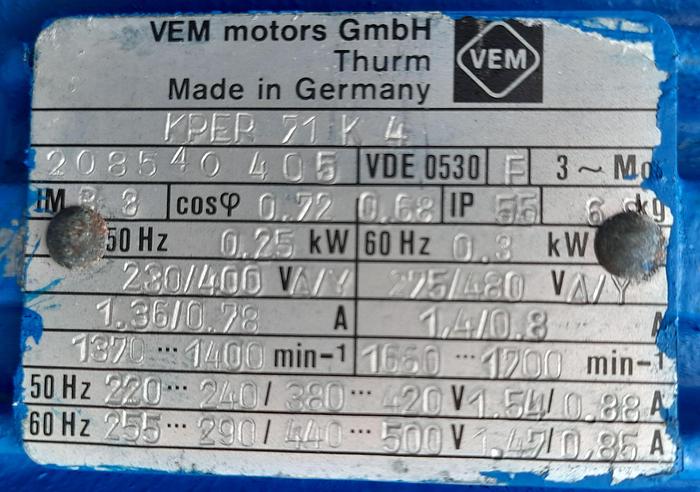 VEM motors GmbH
Thurm
VEM
Made in Germany
KPER 71 K 4
208540 405 VDE 0530 F 3 ~ Mo
IM B 3 cosφ 0.72 0.68 IP 55 kg
50 Hz 0.25 kW 60 Hz 0.3 kW
230/400 V Δ/Y 275/480 V Δ/Y
1.36/0.78 A 1.4/0.8 A
1370 ··· 1400 min-1 1660 ··· 1700 min-1
50 Hz 220 ··· 240/ 380 ··· 420 V 1.54/ 0.88 A
60 Hz 255 ··· 290/ 440 ··· 500 V 1.47/0.85 A